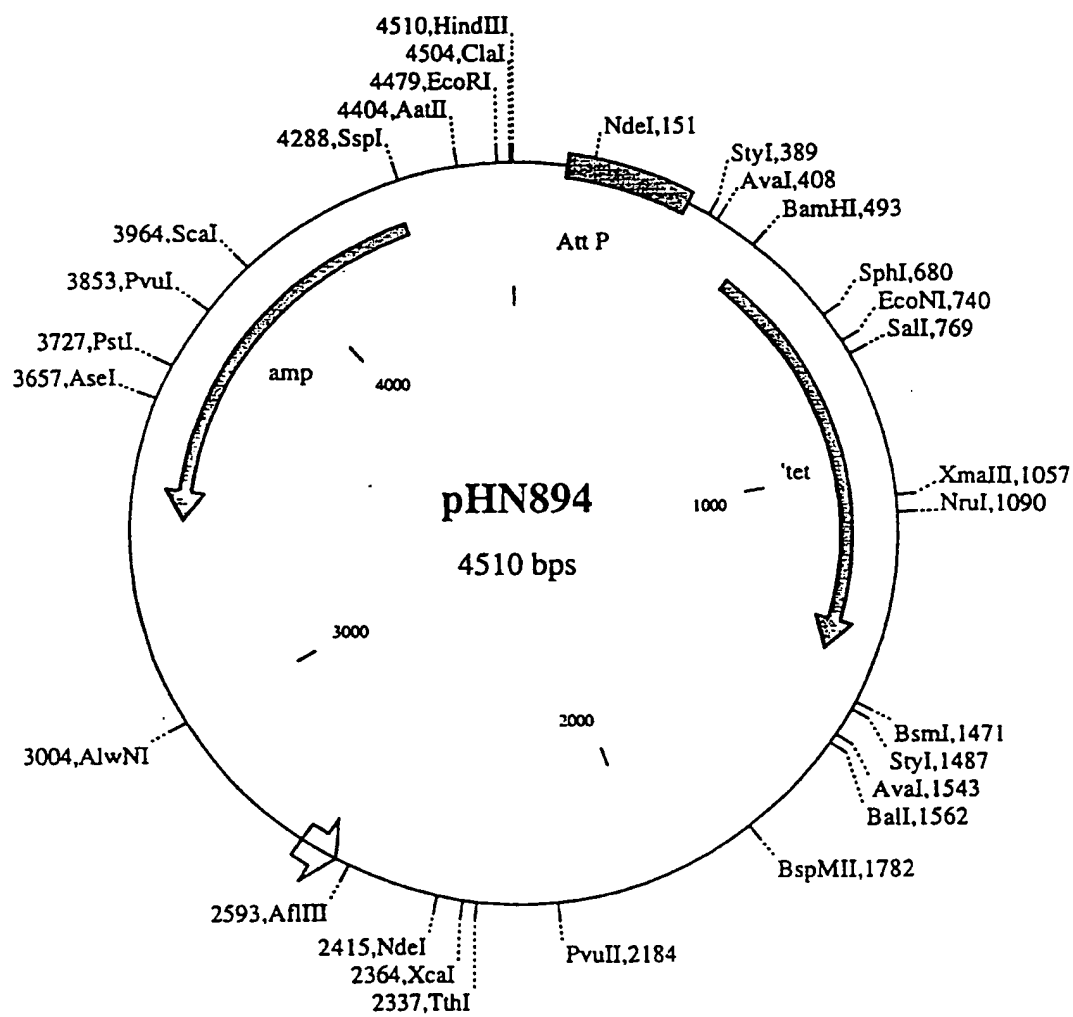 4510,HindIII
4504,ClaI
4479,EcoRI
4404,AatII
4288,SspI
NdeI,151
StyI,389
AvaI,408
BamHI,493
3964,ScaI
Att P
3853,PvuI
SphI,680
EcoNI,740
SalI,769
3727,PstI
3657,AseI
amp
4000
'tet
XmaIII,1057
NruI,1090
1000
pHN894
4510 bps
3000
2000
3004,AlwNI
BsmI,1471
StyI,1487
AvaI,1543
BalI,1562
BspMII,1782
2593,AflIII
2415,NdeI
2364,XcaI
2337,TthI
PvuII,2184